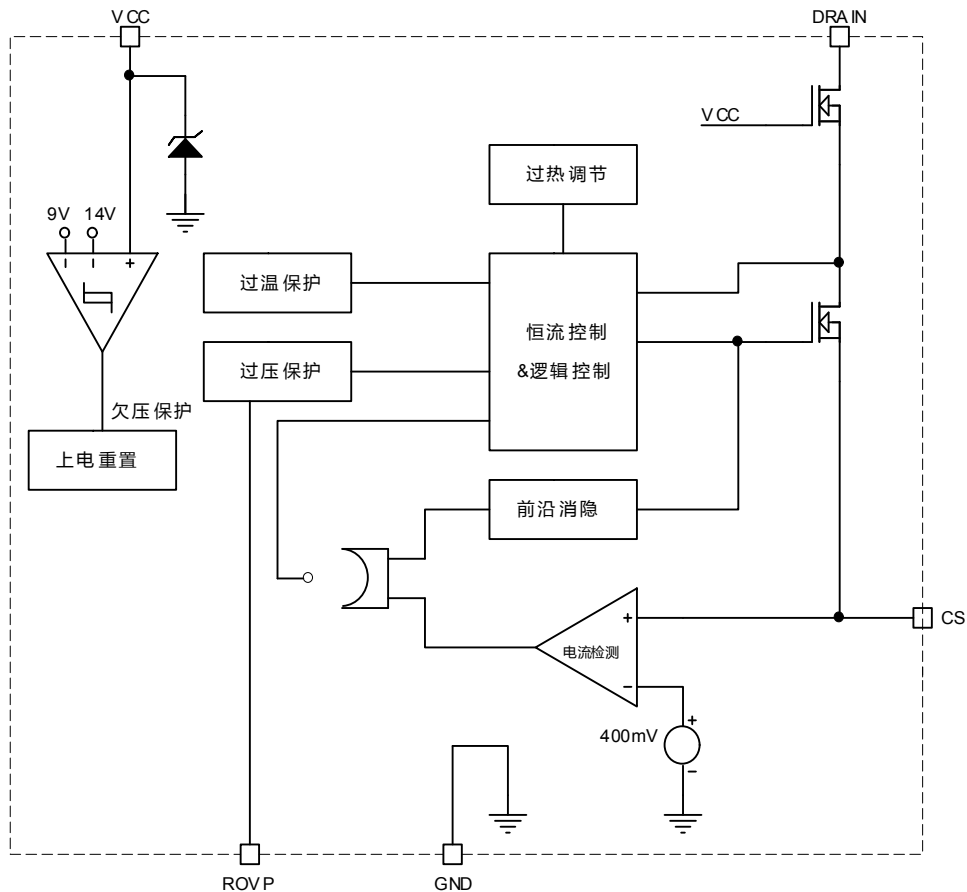 VCC
DRAIN
VCC
过热调节
9V 14V
过温保护
恒流控制
&逻辑控制
过压保护
欠压保护
上电重置
前沿消隐
CS
电流检测
400mV
ROVP
GND